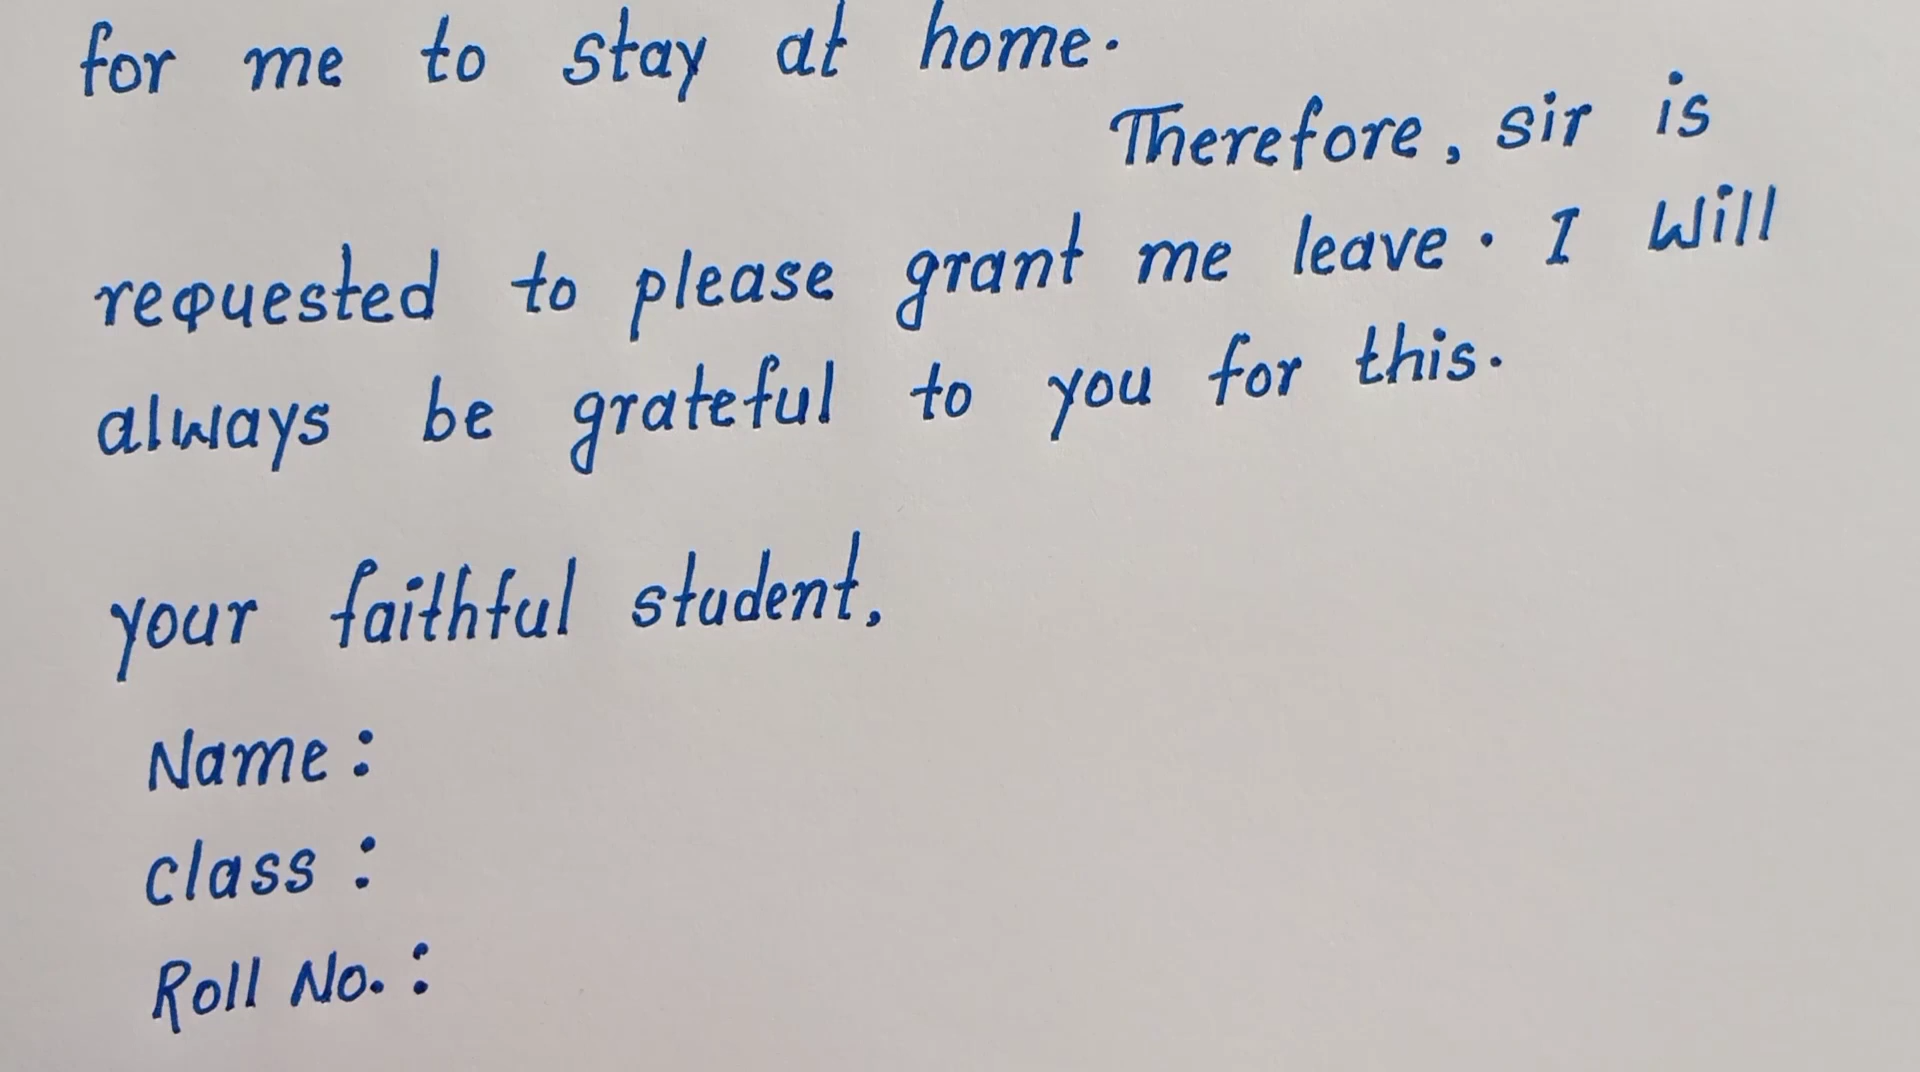 for me to stay at home.
Therefore, sir is
requested to please grant me leave. I will
always be grateful to you for this.
your faithful student,
Name :
class :
Roll No. :